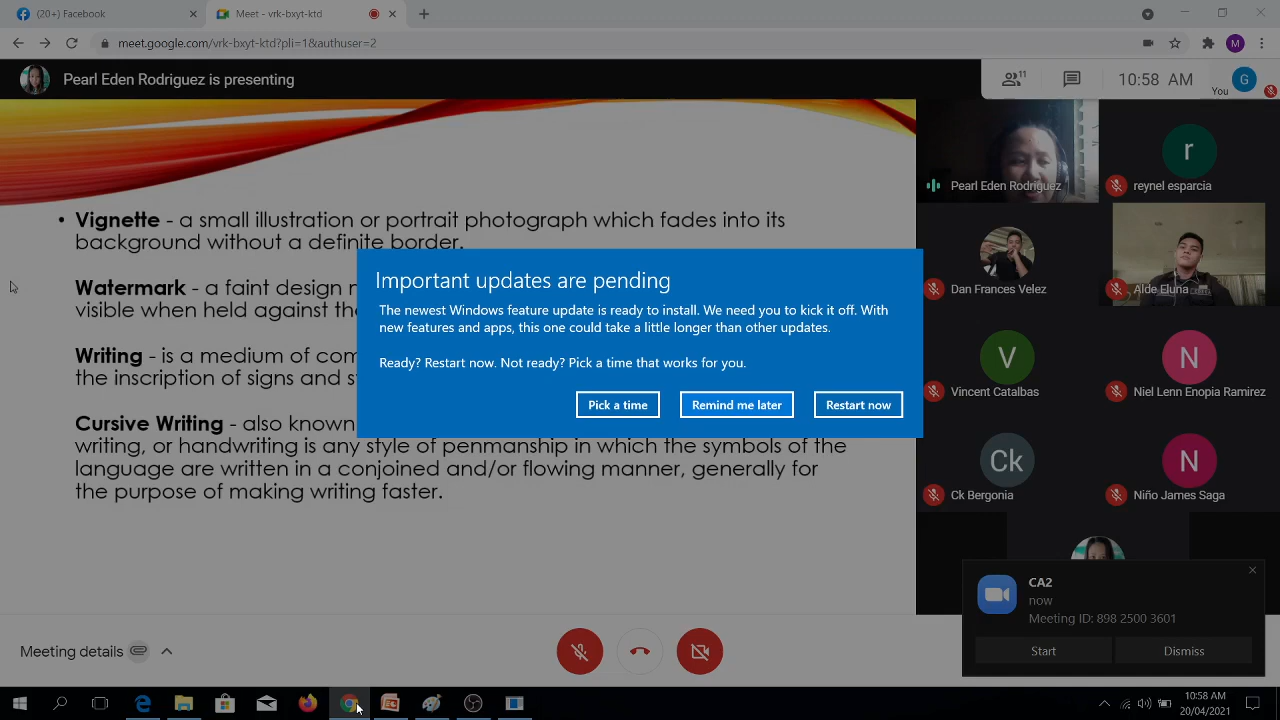 (20+) Facebook
Meet - vrk-bxyt-ktd
meet.google.com/vrk-bxyt-ktd?pli=1&authuser=2
M
Pearl Eden Rodriguez is presenting
11
10:58 AM
You
G
• Vignette - a small illustration or portrait photograph which fades into its
background without a definite border.
Watermark - a faint design
visible when held against the
Writing - is a medium of
the inscription of signs and
Cursive Writing - also known
writing, or handwriting is any style of penmanship in which the symbols of the
language are written in a conjoined and/or flowing manner, generally for
the purpose of making writing faster.
Important updates are pending
The newest Windows feature update is ready to install. We need you to kick it off. With
new features and apps, this one could take a little longer than other updates.
Ready? Restart now. Not ready? Pick a time that works for you.
Pick a time
Remind me later
Restart now
Pearl Eden Rodriguez
r
reynel esparcia
Dan Frances Velez
Alde Eluna
V
Vincent Catalbas
N
Niel Lenn Enopia Ramirez
Ck
Ck Bergonia
N
Niño James Saga
CA2
now
Meeting ID: 898 2500 3601
Start
Dismiss
Meeting details
10:58 AM
20/04/2021